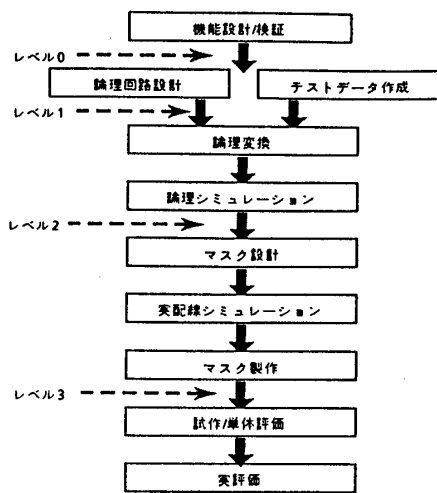 機能設計/検証
レベル0
論理回路設計
テストデータ作成
レベル1
論理変換
論理シミュレーション
レベル2
マスク設計
実配線シミュレーション
マスク製作
レベル3
試作/単体評価
実評価